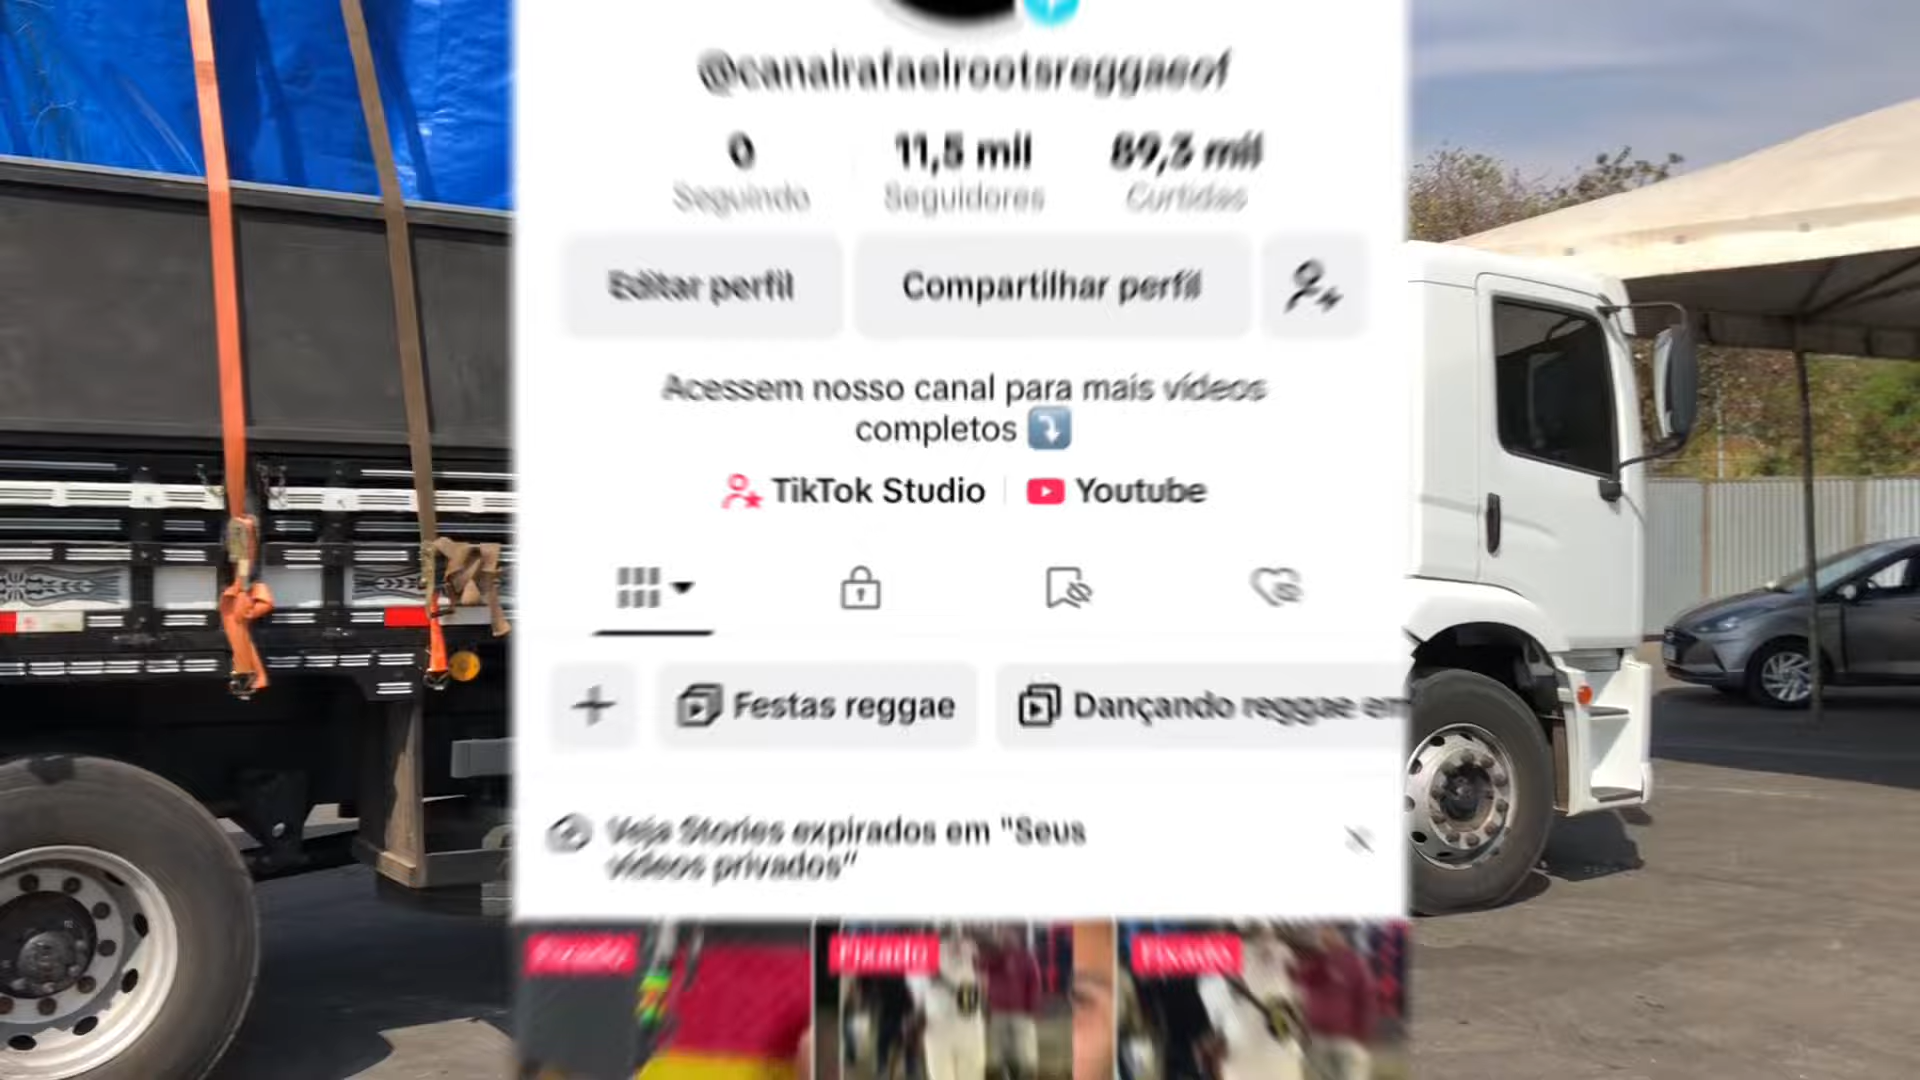 @canalrafaelrootsreggaeof
0 11,5 mil 89,3 mil
Seguindo Seguidores Curtidas
Editar perfil Compartilhar perfil
Acessem nosso canal para mais vídeos
completos
TikTok Studio Youtube
Festas reggae Dançando reggae em
Veja Stories expirados em "Seus
vídeos privados"
Fixado Fixado Fixado